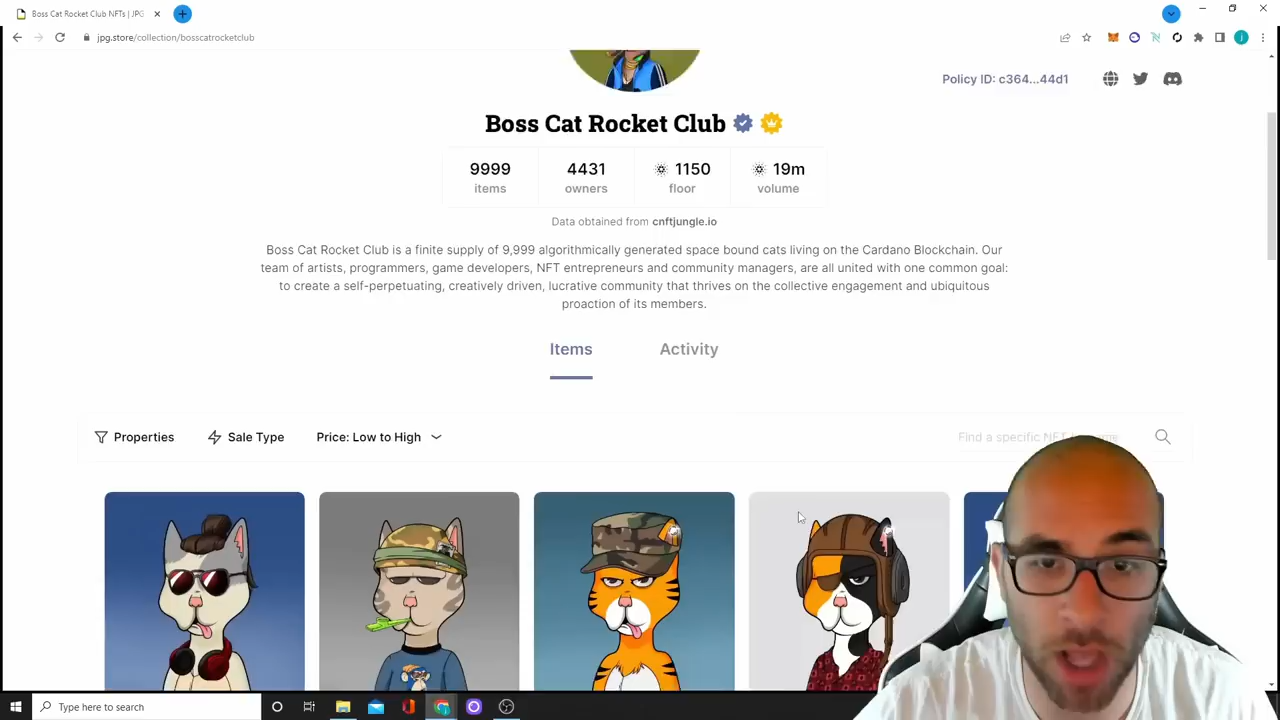 Boss Cat Rocket Club NFTs | JPG
jpg.store/collection/bosscatrocketclub
Policy ID: c364...44d1
Boss Cat Rocket Club
9999 4431 1150 19m
items owners floor volume
Data obtained from cnftjungle.io
Boss Cat Rocket Club is a finite supply of 9,999 algorithmically generated space bound cats living on the Cardano Blockchain. Our
team of artists, programmers, game developers, NFT entrepreneurs and community managers, are all united with one common goal:
to create a self-perpetuating, creatively driven, lucrative community that thrives on the collective engagement and ubiquitous
proaction of its members.
Items Activity
Properties Sale Type Price: Low to High Find a specific
Type here to search